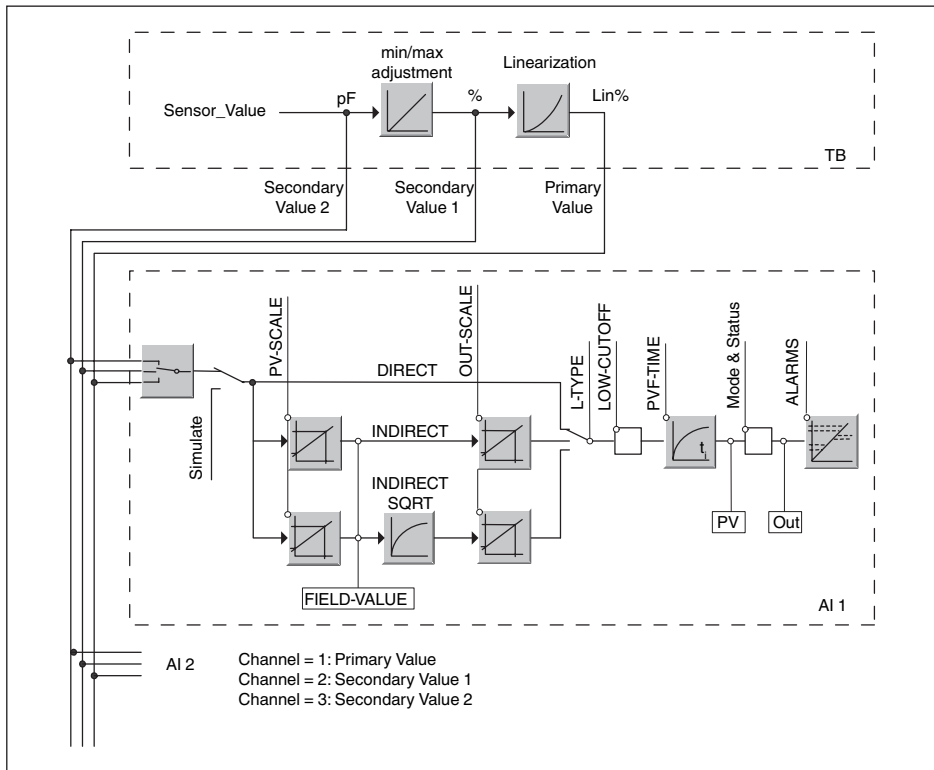 min/max
adjustment
Linearization
Sensor_Value
pF
%
Lin%
TB
Secondary
Value 2
Secondary
Value 1
Primary
Value
PV-SCALE
OUT-SCALE
L-TYPE
LOW-CUTOFF
PVF-TIME
Mode & Status
ALARMS
DIRECT
Simulate
INDIRECT
t i
INDIRECT
SQRT
PV
Out
FIELD-VALUE
AI 1
AI 2
Channel = 1: Primary Value
Channel = 2: Secondary Value 1
Channel = 3: Secondary Value 2